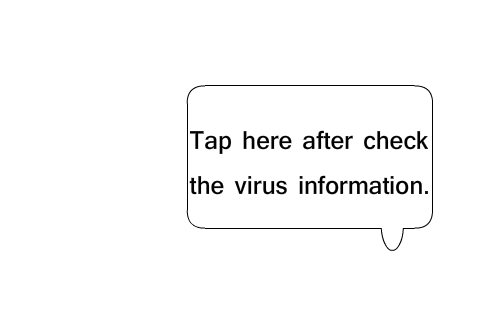 Tap here after check
the virus information.